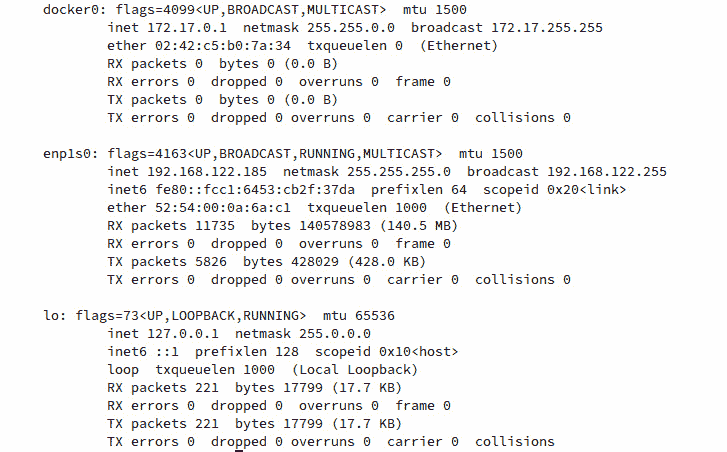 docker0: flags=4099<UP,BROADCAST,MULTICAST>  mtu 1500
        inet 172.17.0.1  netmask 255.255.0.0  broadcast 172.17.255.255
        ether 02:42:c5:b0:7a:34  txqueuelen 0  (Ethernet)
        RX packets 0  bytes 0 (0.0 B)
        RX errors 0  dropped 0  overruns 0  frame 0
        TX packets 0  bytes 0 (0.0 B)
        TX errors 0  dropped 0 overruns 0  carrier 0  collisions 0

enp1s0: flags=4163<UP,BROADCAST,RUNNING,MULTICAST>  mtu 1500
        inet 192.168.122.185  netmask 255.255.255.0  broadcast 192.168.122.255
        inet6 fe80::fcc1:6453:cb2f:37da  prefixlen 64  scopeid 0x20<link>
        ether 52:54:00:0a:6a:c1  txqueuelen 1000  (Ethernet)
        RX packets 11735  bytes 140578983 (140.5 MB)
        RX errors 0  dropped 0  overruns 0  frame 0
        TX packets 5826  bytes 428029 (428.0 KB)
        TX errors 0  dropped 0 overruns 0  carrier 0  collisions 0

lo: flags=73<UP,LOOPBACK,RUNNING>  mtu 65536
        inet 127.0.0.1  netmask 255.0.0.0
        inet6 ::1  prefixlen 128  scopeid 0x10<host>
        loop  txqueuelen 1000  (Local Loopback)
        RX packets 221  bytes 17799 (17.7 KB)
        RX errors 0  dropped 0  overruns 0  frame 0
        TX packets 221  bytes 17799 (17.7 KB)
        TX errors 0  dropped 0 overruns 0  carrier 0  collisions